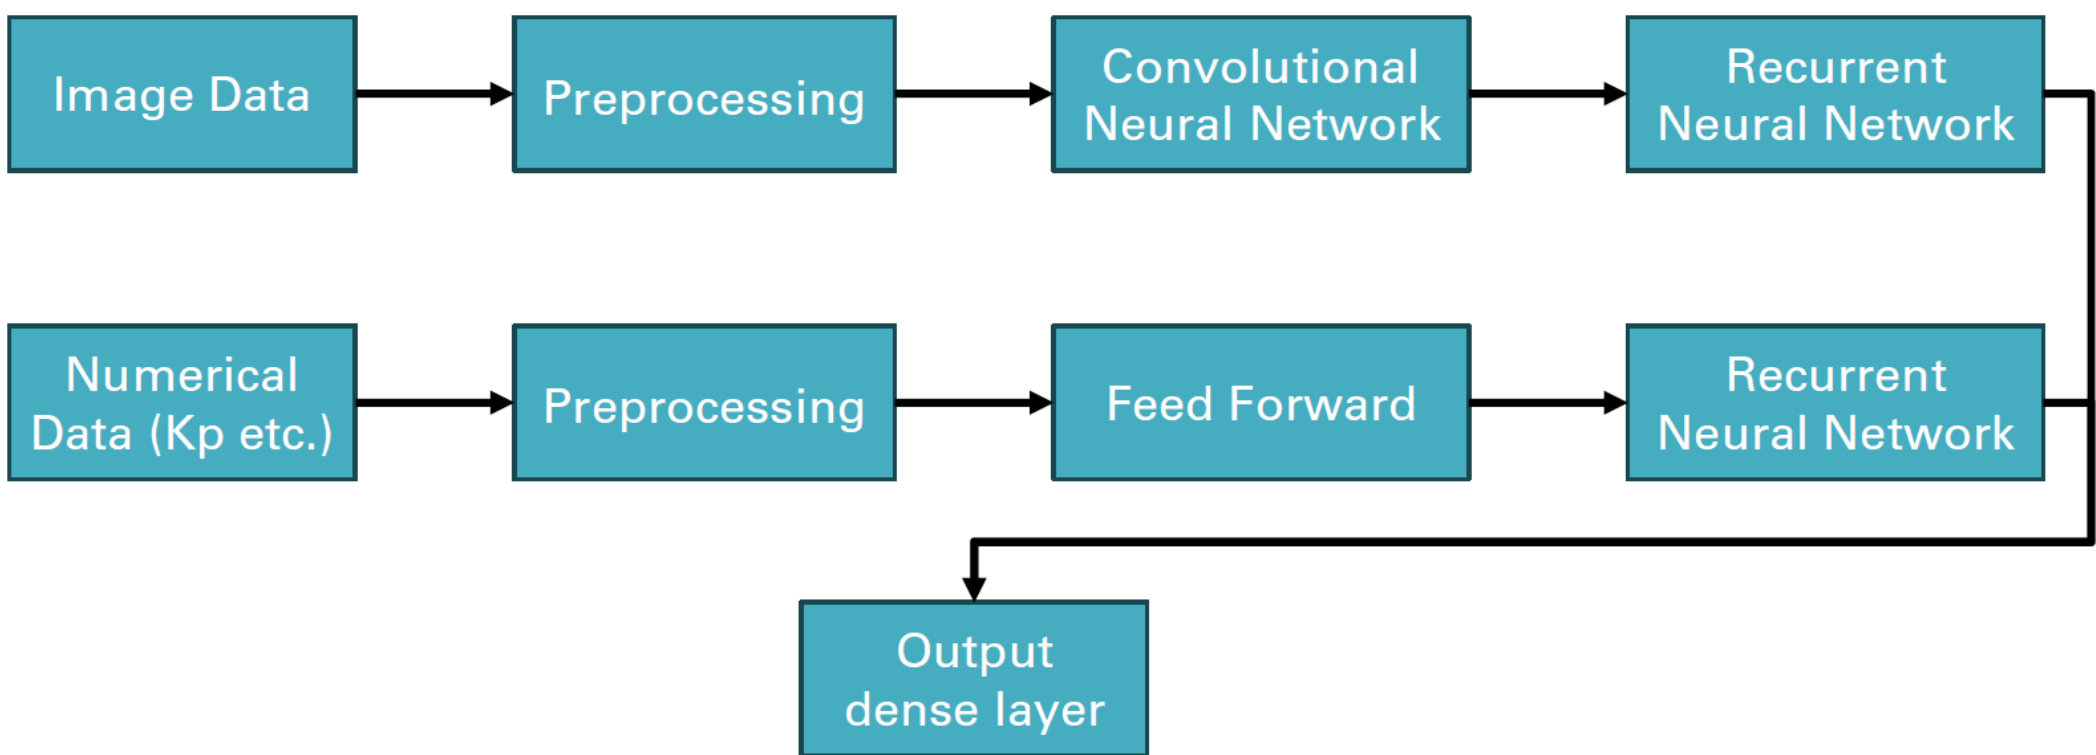 Image Data
Preprocessing
Convolutional
Neural Network
Recurrent
Neural Network
Numerical
Data (Kp etc.)
Preprocessing
Feed Forward
Recurrent
Neural Network
Output
dense layer